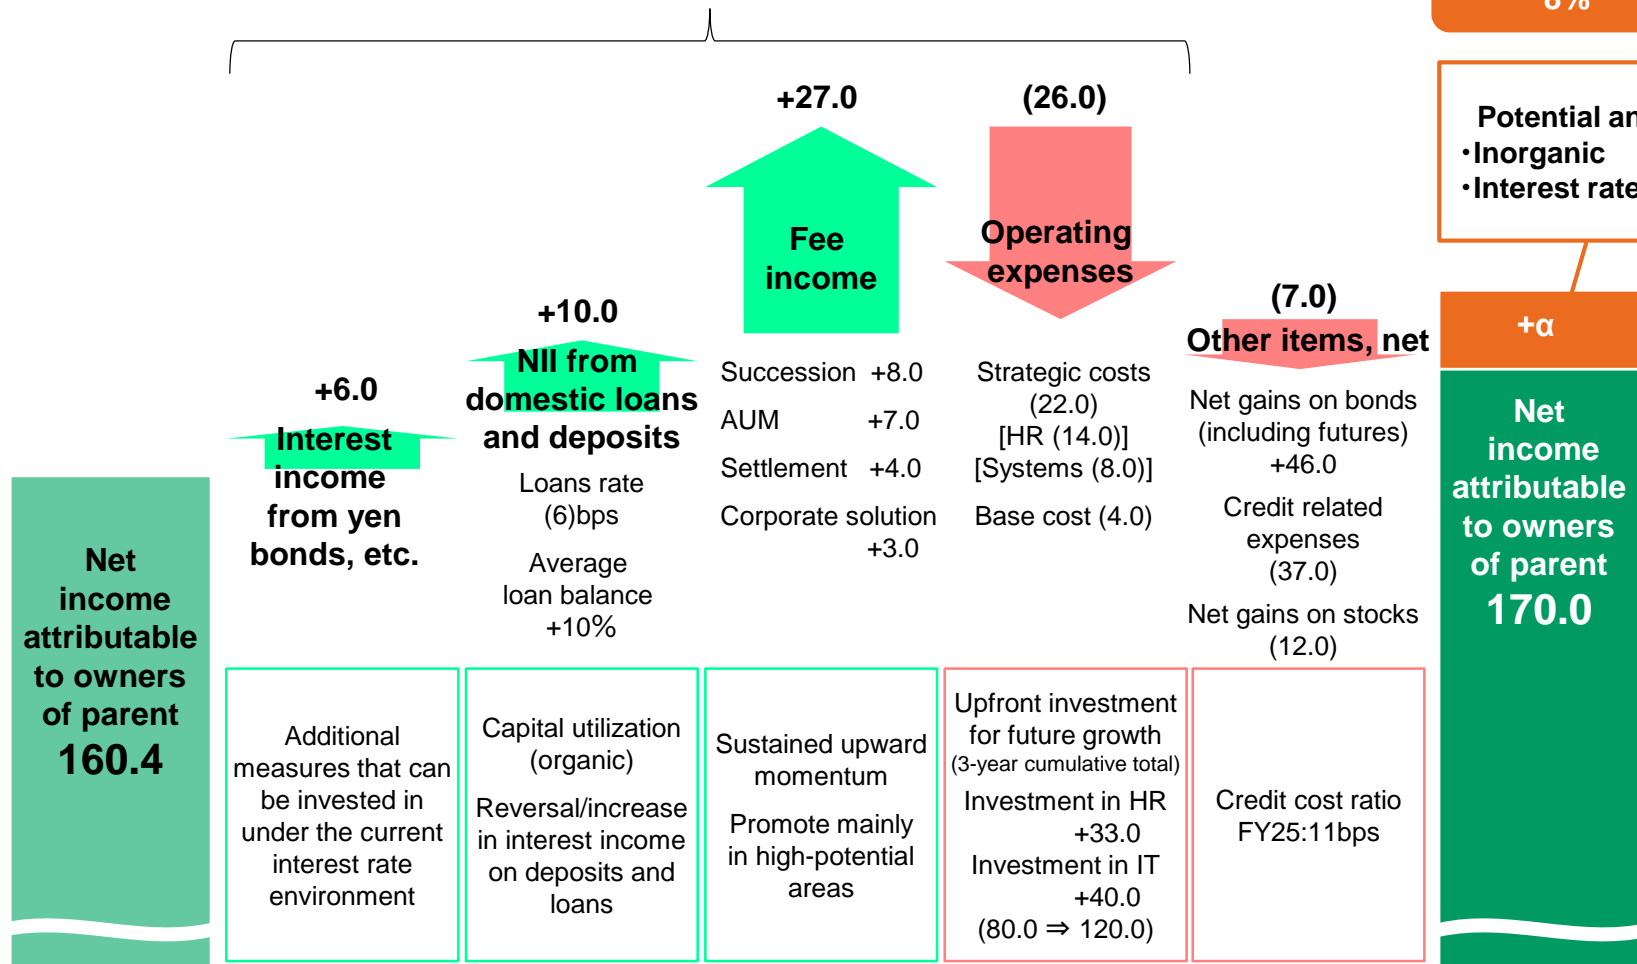 8%
Potential an
・Inorganic
・Interest rate
+α
Net
income
attributable
to owners
of parent
160.4
+6.0
Interest
income
from yen
bonds, etc.
Additional
measures that can
be invested in
under the current
interest rate
environment
+10.0
NII from
domestic loans
and deposits
Loans rate
(6)bps
Average
loan balance
+10%
Capital utilization
(organic)
Reversal/increase
in interest income
on deposits and
loans
+27.0
Fee
income
Succession +8.0
AUM +7.0
Settlement +4.0
Corporate solution
+3.0
Sustained upward
momentum
Promote mainly
in high-potential
areas
(26.0)
Operating
expenses
Strategic costs
(22.0)
[HR (14.0)]
[Systems (8.0)]
Base cost (4.0)
Upfront investment
for future growth
(3-year cumulative total)
Investment in HR
+33.0
Investment in IT
+40.0
(80.0 ⇒ 120.0)
(7.0)
Other items, net
Net gains on bonds
(including futures)
+46.0
Credit related
expenses
(37.0)
Net gains on stocks
(12.0)
Credit cost ratio
FY25:11bps
Net
income
attributable
to owners
of parent
170.0